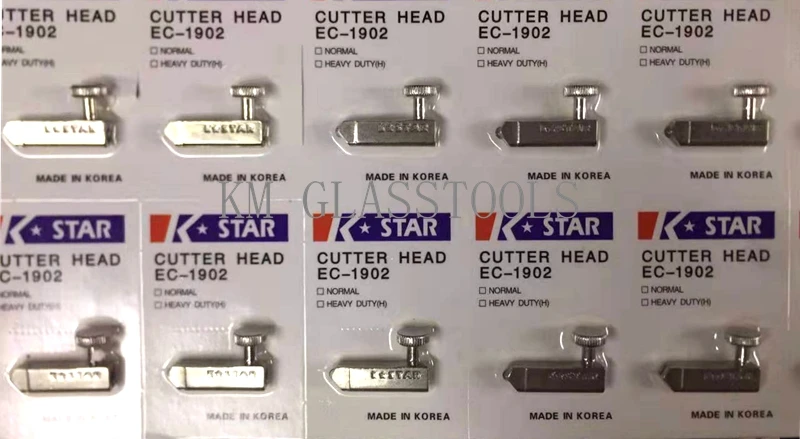 CUTTER HEAD
EC-1902
NORMAL
HEAVY DUTY(H)
MADE IN KOREA
CUTTER HEAD
EC-1902
NORMAL
HEAVY DUTY(H)
K-STAR
MADE IN KOREA
CUTTER HEAD
EC-1902
NORMAL
HEAVY DUTY(H)
MADE IN KOREA
CUTTER HEAD
EC-1902
NORMAL
HEAVY DUTY(H)
MADE IN KOREA
CUTTER HEAD
EC-1902
NORMAL
HEAVY DUTY(H)
MADE IN KOREA
KM GLASSTOOLS
K★STAR
UTTER HEAD
C-1902
NORMAL
HEAVY DUTY(H)
MADE IN KOREA
K★STAR
CUTTER HEAD
EC-1902
NORMAL
HEAVY DUTY(H)
MADE IN KOREA
K★STAR
CUTTER HEAD
EC-1902
NORMAL
HEAVY DUTY(H)
K-STAR
MADE IN KOREA
K★STAR
CUTTER HEAD
EC-1902
NORMAL
HEAVY DUTY(H)
MADE IN KOREA
K★STAR
CUTTER HEAD
EC-1902
NORMAL
HEAVY DUTY(H)
MADE IN KOREA